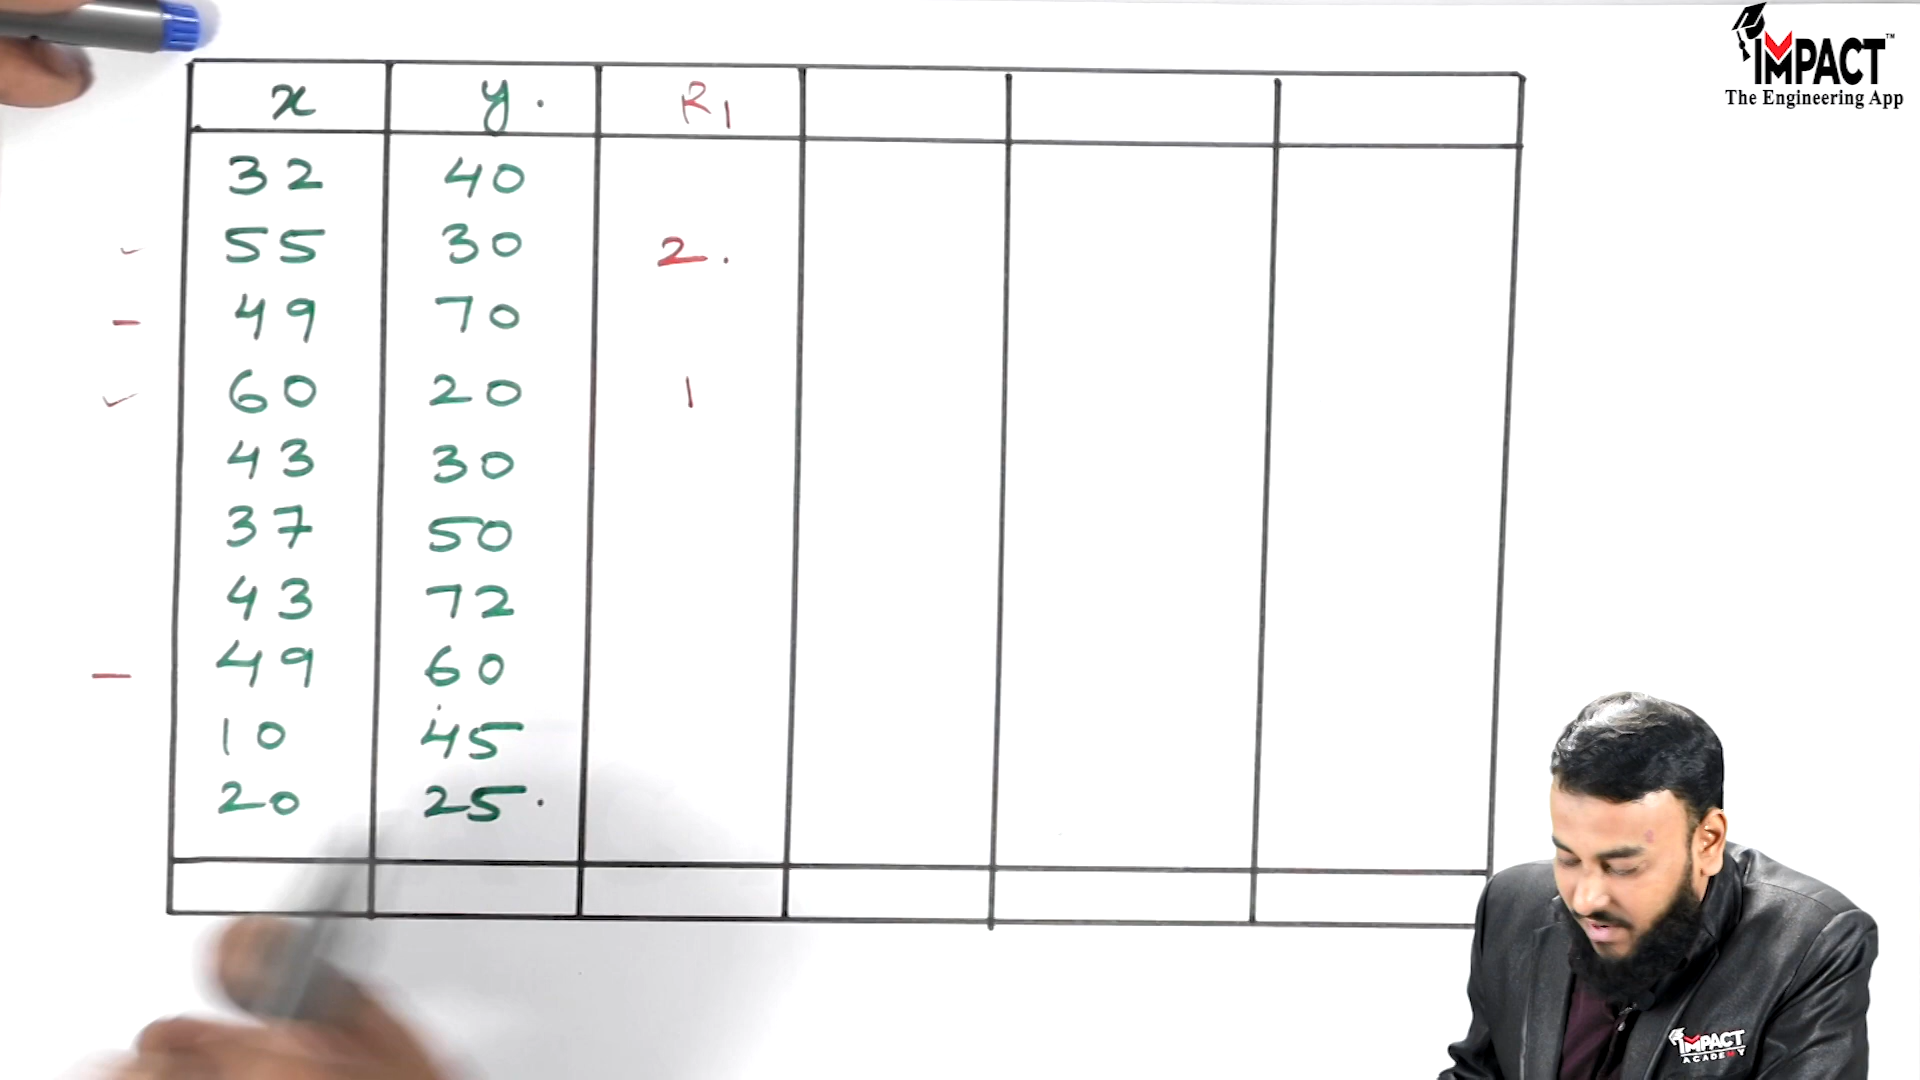 IMPACT™
The Engineering App
x y. R1
32 40
55 30 2.
49 70
60 20 1
43 30
37 50
43 72
49 60
10 45
20 25.
IMPACT
ACADEMY